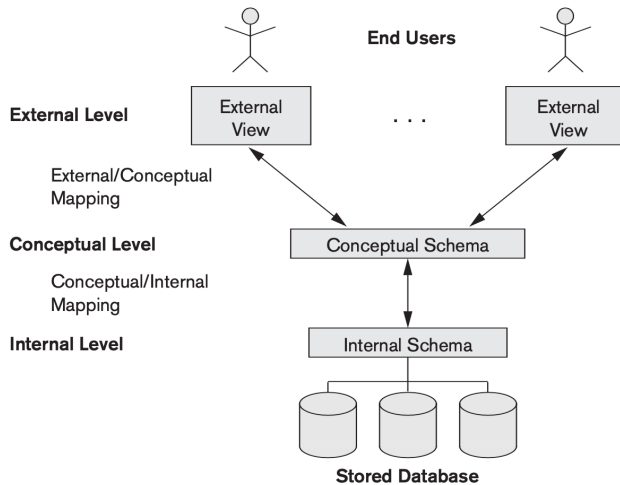 End Users
External Level
External
View
. . .
External
View
External/Conceptual
Mapping
Conceptual Level
Conceptual Schema
Conceptual/Internal
Mapping
Internal Level
Internal Schema
Stored Database